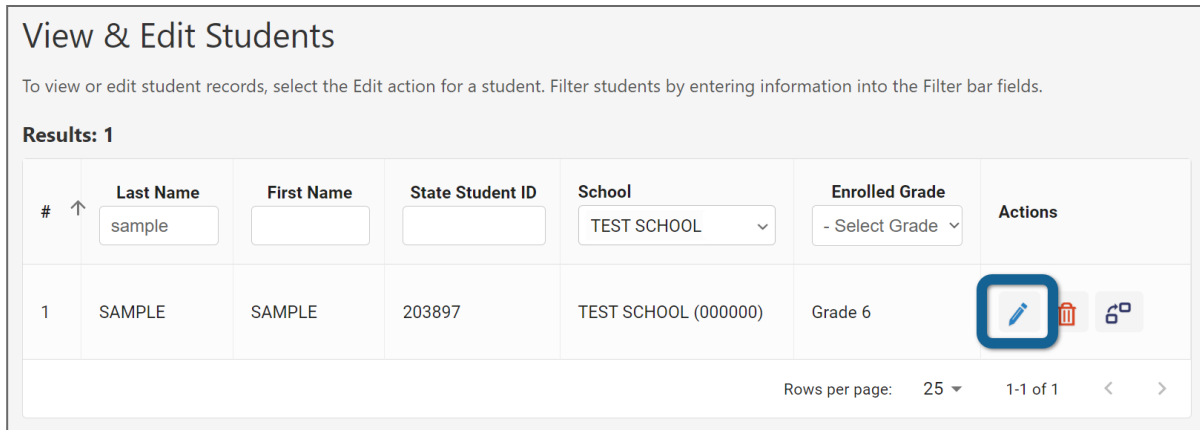 View & Edit Students
To view or edit student records, select the Edit action for a student. Filter students by entering information into the Filter bar fields.
Results: 1
# Last Name First Name State Student ID School Enrolled Grade Actions
sample TEST SCHOOL - Select Grade
1 SAMPLE SAMPLE 203897 TEST SCHOOL (000000) Grade 6
Rows per page: 25 1-1 of 1